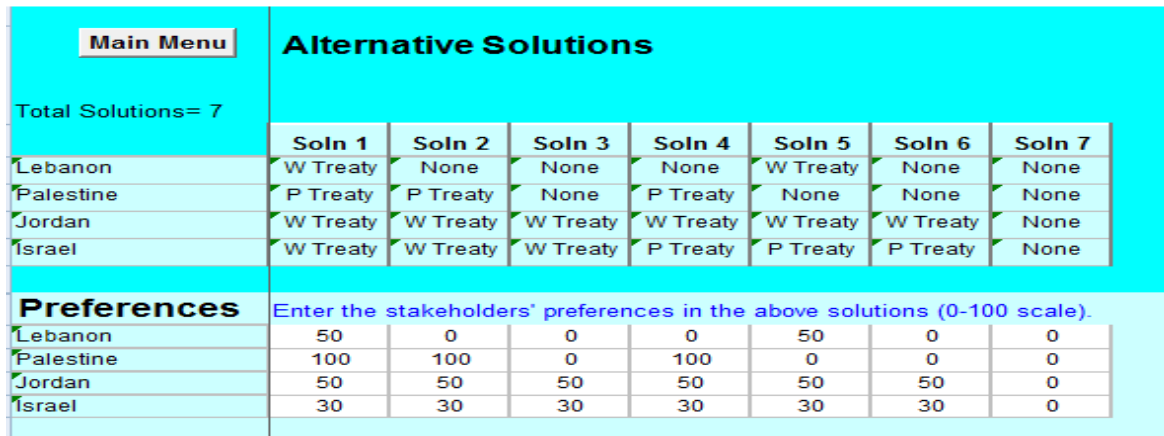 Main Menu Alternative Solutions
Total Solutions= 7
Soln 1 Soln 2 Soln 3 Soln 4 Soln 5 Soln 6 Soln 7
Lebanon W Treaty None None None W Treaty None None
Palestine P Treaty P Treaty None P Treaty None None None
Jordan W Treaty W Treaty W Treaty W Treaty W Treaty W Treaty None
Israel W Treaty W Treaty W Treaty P Treaty P Treaty P Treaty None
Preferences Enter the stakeholders' preferences in the above solutions (0-100 scale).
Lebanon 50 0 0 0 50 0 0
Palestine 100 100 0 100 0 0 0
Jordan 50 50 50 50 50 50 0
Israel 30 30 30 30 30 30 0